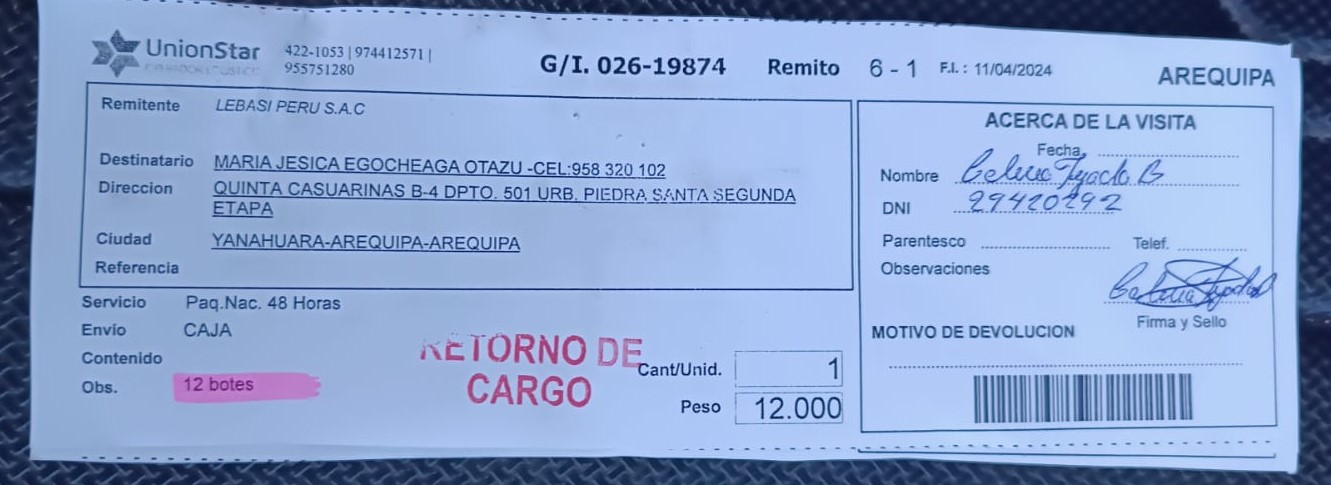 UnionStar
422-1053 | 974412571 |
955751280
G/I. 026-19874
Remito 6 - 1
F.I.: 11/04/2024
AREQUIPA
Remitente LEBASI PERU S.A.C
Destinatario MARIA JESICA EGOCHEAGA OTAZU -CEL:958 320 102
Direccion QUINTA CASUARINAS B-4 DPTO. 501 URB. PIEDRA SANTA SEGUNDA
ETAPA
Ciudad YANAHUARA-AREQUIPA-AREQUIPA
Referencia
Servicio Paq.Nac. 48 Horas
Envio CAJA
Contenido
Obs. 12 botes
RETORNO DE
CARGO
Cant/Unid. 1
Peso 12.000
ACERCA DE LA VISITA
Fecha
Nombre B
DNI 29420292
Parentesco Telef.
Observaciones
Firma y Sello
MOTIVO DE DEVOLUCION